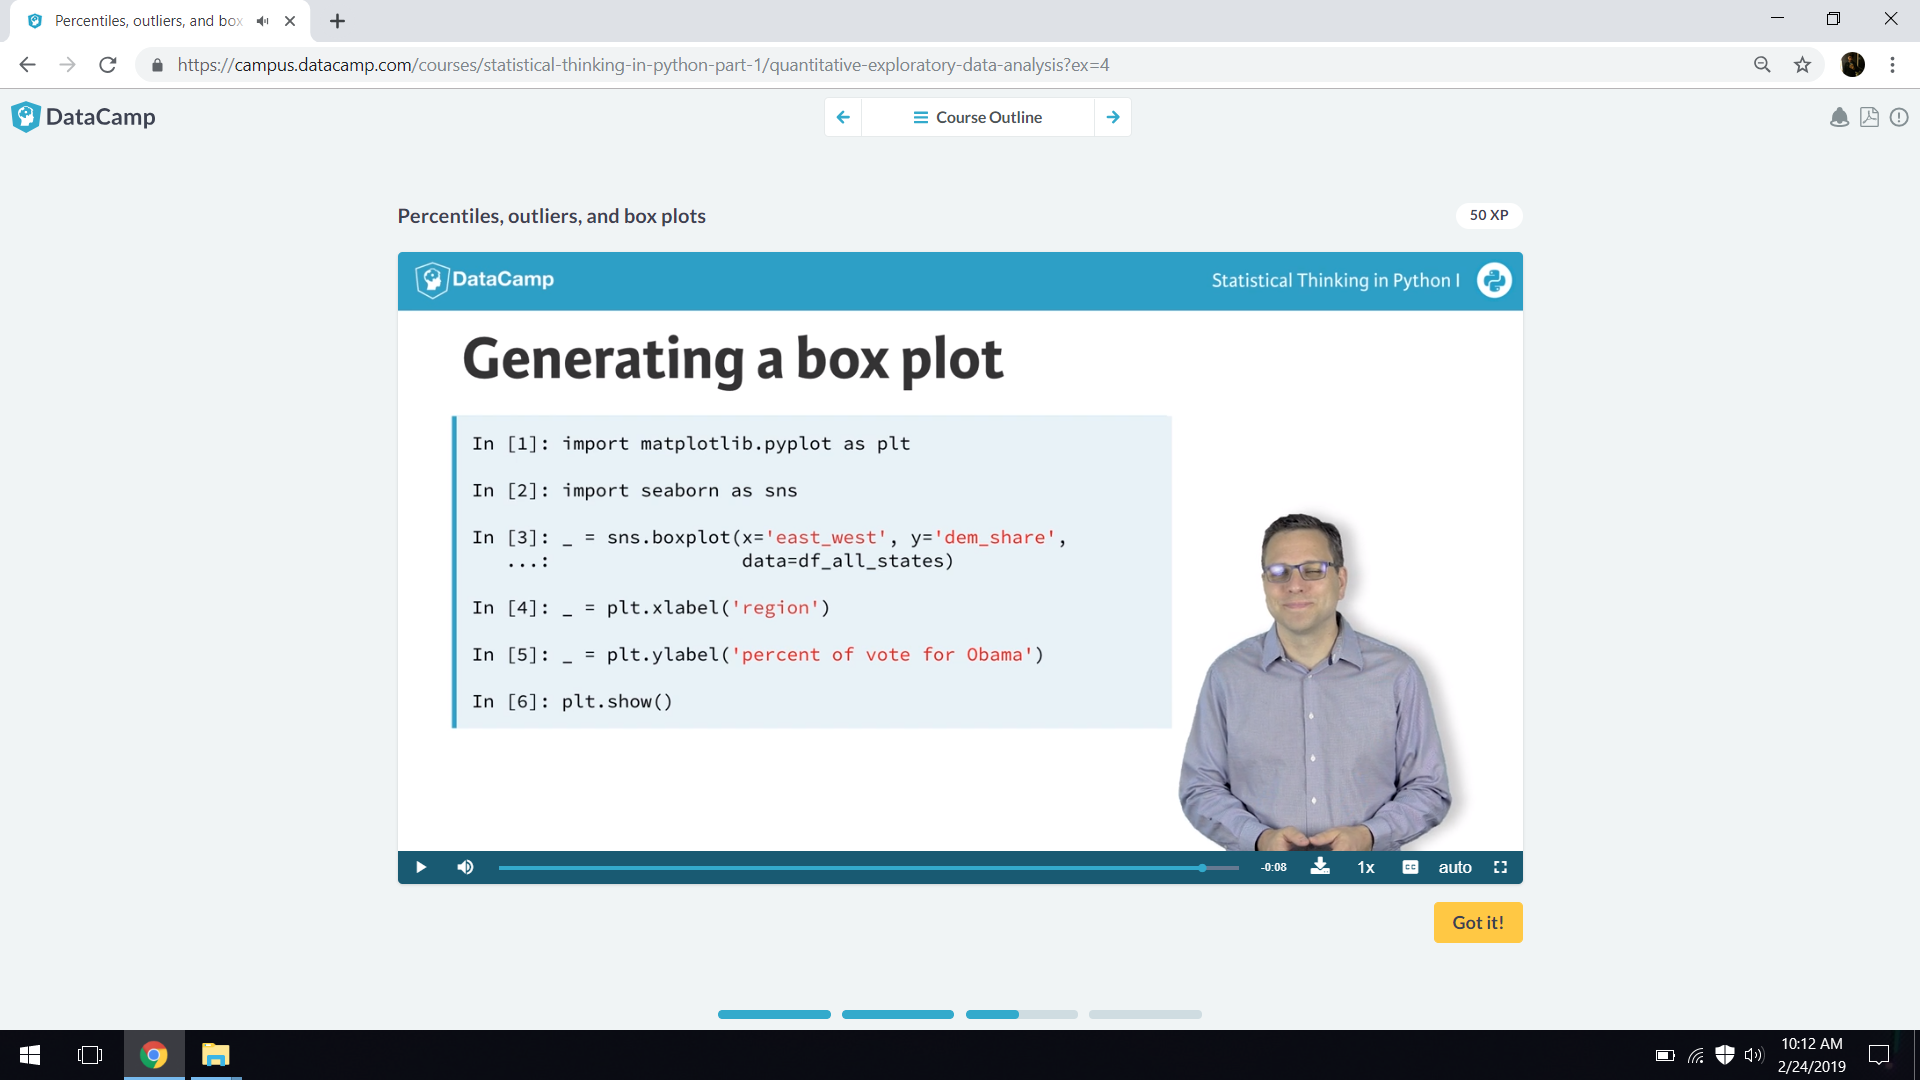 Percentiles, outliers, and box
https://campus.datacamp.com/courses/statistical-thinking-in-python-part-1/quantitative-exploratory-data-analysis?ex=4
DataCamp
Course Outline
Percentiles, outliers, and box plots
50 XP
DataCamp
Statistical Thinking in Python I
Generating a box plot
In [1]: import matplotlib.pyplot as plt
In [2]: import seaborn as sns
In [3]: _ = sns.boxplot(x='east_west', y='dem_share',
...: data=df_all_states)
In [4]: _ = plt.xlabel('region')
In [5]: _ = plt.ylabel('percent of vote for Obama')
In [6]: plt.show()
-0:08
1x
CC
auto
Got it!
10:12 AM
2/24/2019